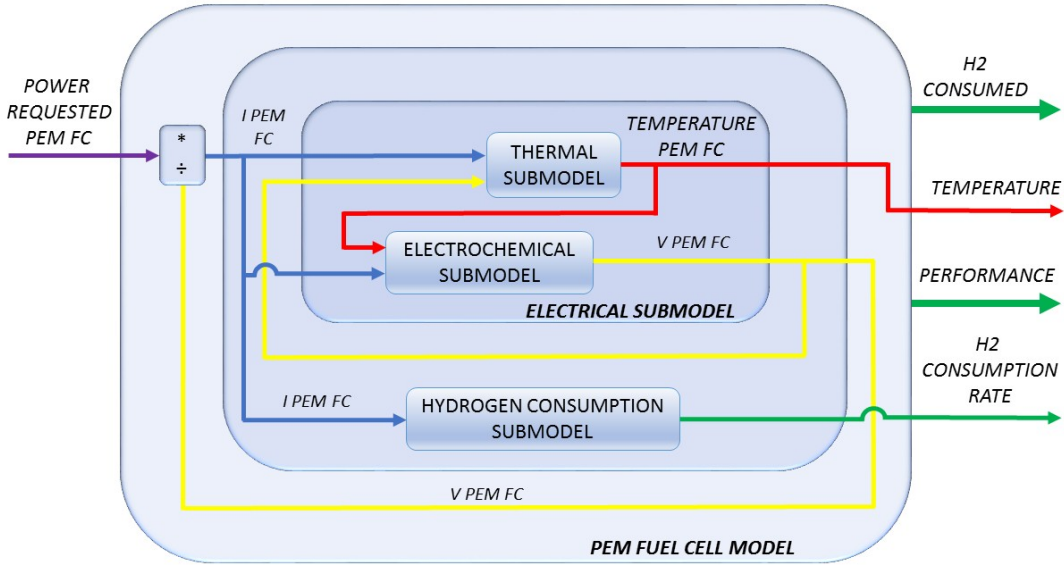 POWER
REQUESTED
PEM FC
*
÷
I PEM
FC
TEMPERATURE
PEM FC
THERMAL
SUBMODEL
ELECTROCHEMICAL
SUBMODEL
V PEM FC
ELECTRICAL SUBMODEL
I PEM FC
HYDROGEN CONSUMPTION
SUBMODEL
V PEM FC
PEM FUEL CELL MODEL
H2
CONSUMED
TEMPERATURE
PERFORMANCE
H2
CONSUMPTION
RATE